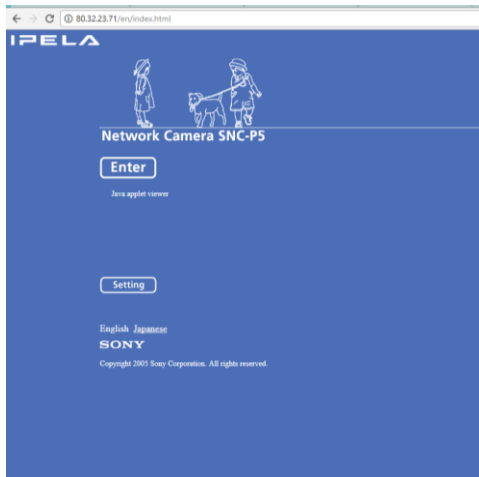 80.32.23.71/en/index.html
IPELA
Network Camera SNC-P5
Enter
Java applet viewer
Setting
English Japanese
SONY
Copyright 2005 Sony Corporation. All rights reserved.